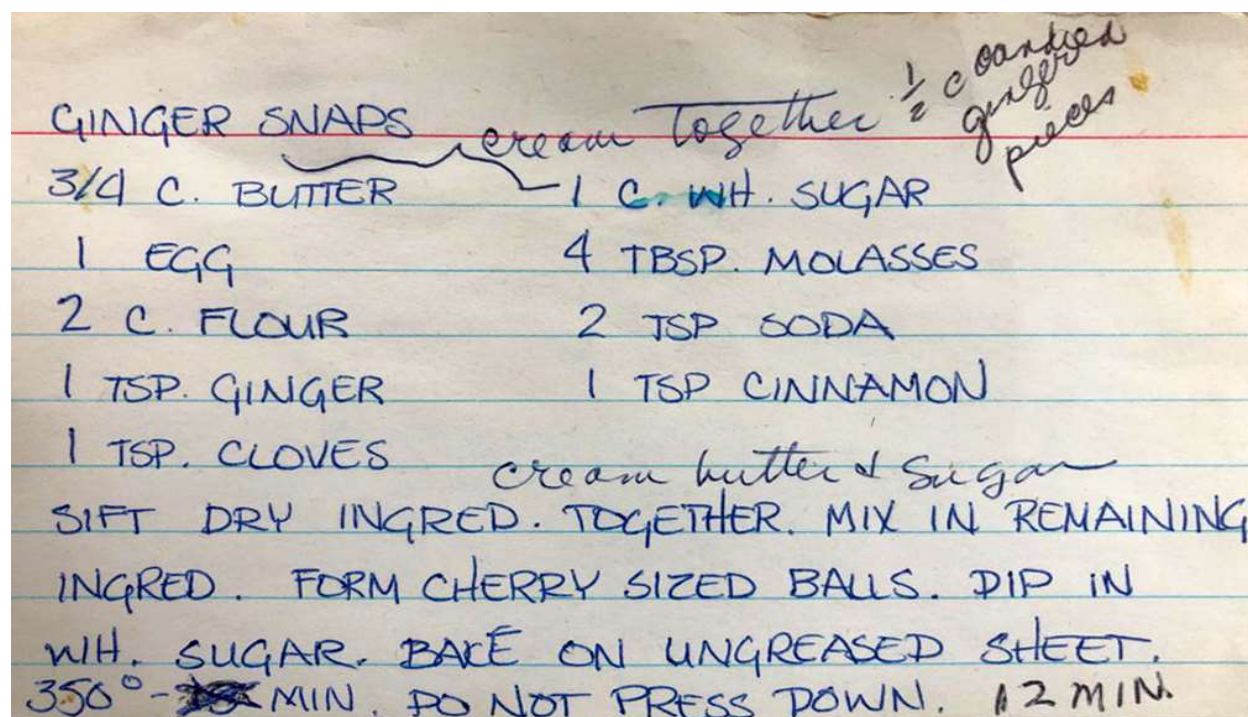 GINGER SNAPS cream together 1/2 c candied
ginger
pieces
3/4 C. BUTTER 1 C. WH. SUGAR
1 EGG 4 TBSP. MOLASSES
2 C. FLOUR 2 TSP SODA
1 TSP. GINGER 1 TSP CINNAMON
1 TSP. CLOVES cream butter & sugar
SIFT DRY INGRED. TOGETHER. MIX IN REMAINING
INGRED. FORM CHERRY SIZED BALLS. DIP IN
WH. SUGAR. BAKE ON UNGREASED SHEET.
350° - MIN. DO NOT PRESS DOWN. 12 MIN.